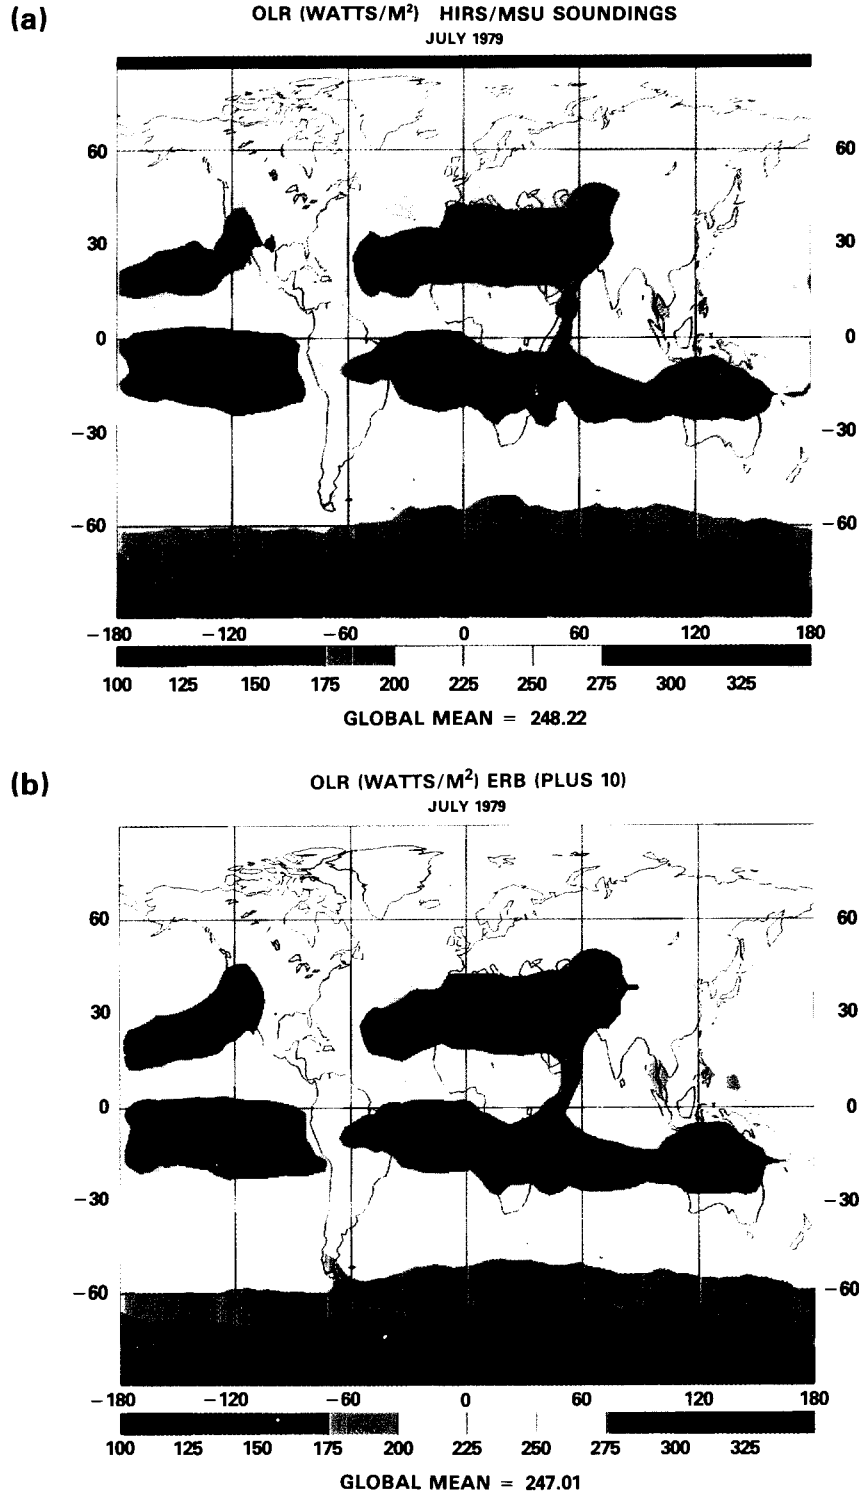 (a)
OLR (WATTS/M²) HIRS/MSU SOUNDINGS
JULY 1979
60 60
30 30
0 0
−30 −30
−60 −60
−180 −120 −60 0 60 120 180
100 125 150 175 200 225 250 275 300 325
GLOBAL MEAN = 248.22
(b)
OLR (WATTS/M²) ERB (PLUS 10)
JULY 1979
60 60
30 30
0 0
−30 −30
−60 −60
−180 −120 −60 0 60 120 180
100 125 150 175 200 225 250 275 300 325
GLOBAL MEAN = 247.01